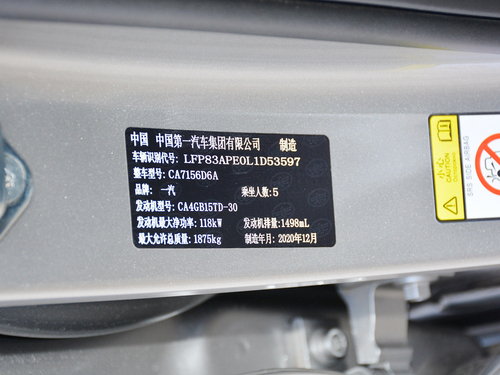 中国 中国第一汽车集团有限公司 制造
车辆识别代号: LFP83APE0L1D53597
整车型号: CA7156D6A
品牌: 一汽 乘坐人数: 5
发动机型号: CA4GB15TD-30
发动机最大净功率: 118kW 发动机排量: 1498mL
最大允许总质量: 1875kg 制造年月: 2020年12月
小心
CAUTION
SRS SIDE AIRBAG